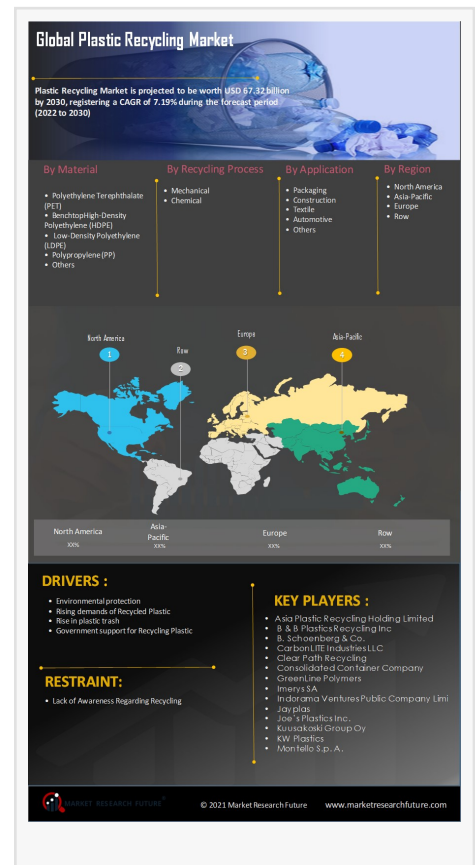 Global Plastic Recycling Market
Plastic Recycling Market is projected to be worth USD 67.32 billion
by 2030, registering a CAGR of 7.19% during the forecast period
(2022 to 2030)
By Material
• Polyethylene Terephthalate
(PET)
• BenchtopHigh-Density
Polyethylene (HDPE)
• Low-Density Polyethylene
(LDPE)
• Polypropylene (PP)
• Others
By Recycling Process
• Mechanical
• Chemical
By Application
• Packaging
• Construction
• Textile
• Automotive
• Others
By Region
• North America
• Asia-Pacific
• Europe
• Row
North America
1
Row
2
Europe
3
Asia-Pacific
4
North America
XX%
Asia-
Pacific
XX%
Europe
XX%
Row
XX%
DRIVERS :
• Environmental protection
• Rising demands of Recycled Plastic
• Rise in plastic trash
• Government support for Recycling Plastic
RESTRAINT:
• Lack of Awareness Regarding Recycling
KEY PLAYERS :
• Asia Plastic Recycling Holding Limited
• B & B Plastics Recycling Inc
• B. Schoenberg & Co.
• CarbonLITE Industries LLC
• Clear Path Recycling
• Consolidated Container Company
• GreenLine Polymers
• Imerys SA
• Indorama Ventures Public Company Limi
• Jayplas
• Joe`s Plastics Inc.
• Kuusakoski Group Oy
• KW Plastics
• Montello S.p. A.
MARKET RESEARCH FUTURE
© 2021 Market Research Future
www.marketresearchfuture.com